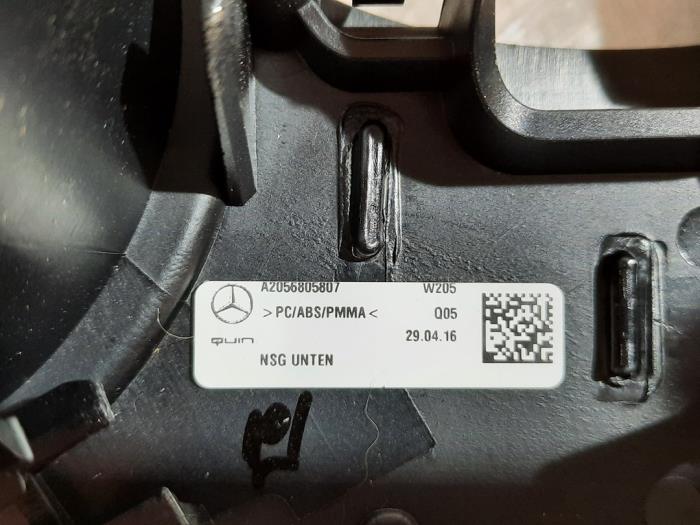 A2056805807 W205
>PC/ABS/PMMA< Q05
QUIN 29.04.16
NSG UNTEN